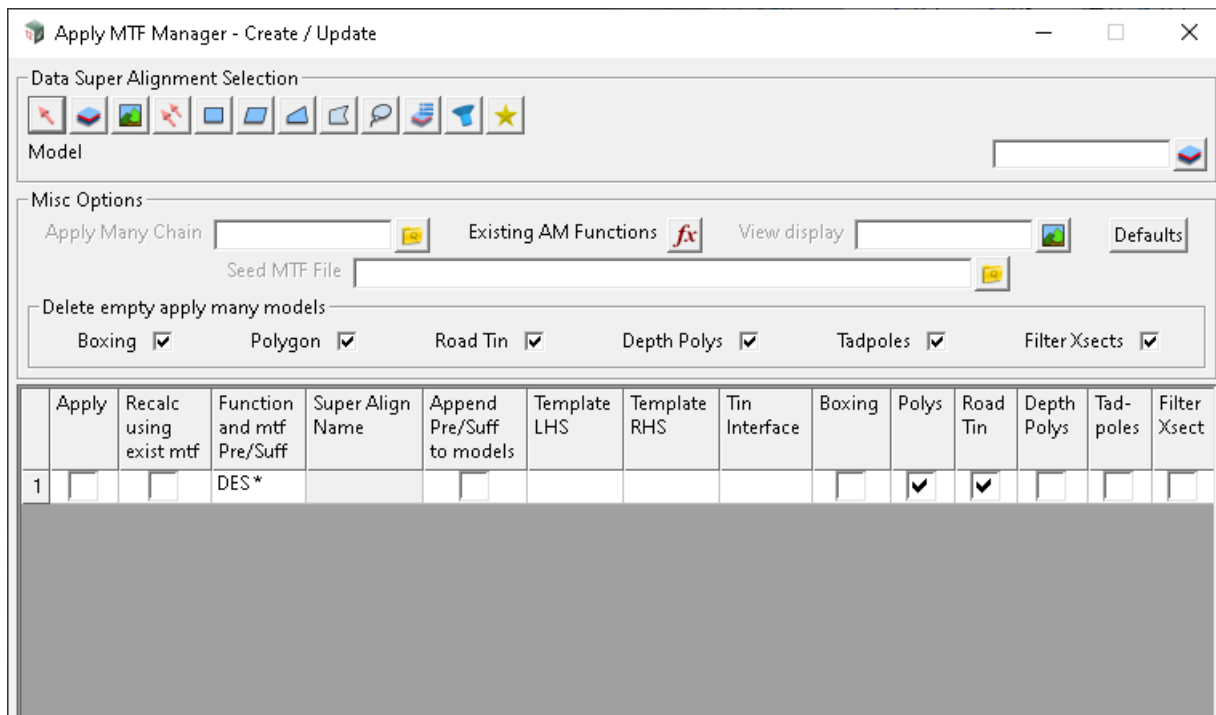 Apply MTF Manager - Create / Update
Data Super Alignment Selection
Model
Misc Options
Apply Many Chain Existing AM Functions fx View display Defaults
Seed MTF File
Delete empty apply many models
Boxing Polygon Road Tin Depth Polys Tadpoles Filter Xsects
Apply Recalc Function Super Align Append Template Template Tin Boxing Polys Road Depth Tad- Filter
using and mtf Name Pre/Suff LHS RHS Interface Tin Polys poles Xsect
exist mtf Pre/Suff to models
1 DES*